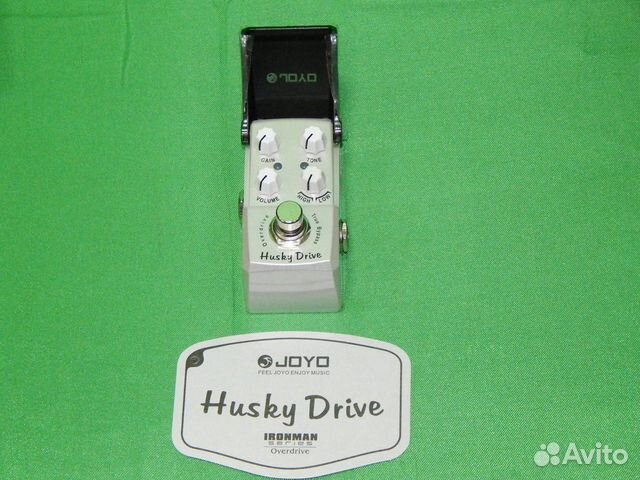 JOYO
GAIN TONE
VOLUME HIGH LOW
Overdrive True Bypass
Husky Drive
JOYO
FEEL JOYO ENJOY MUSIC
Husky Drive
IRONMAN
series
Overdrive
Avito